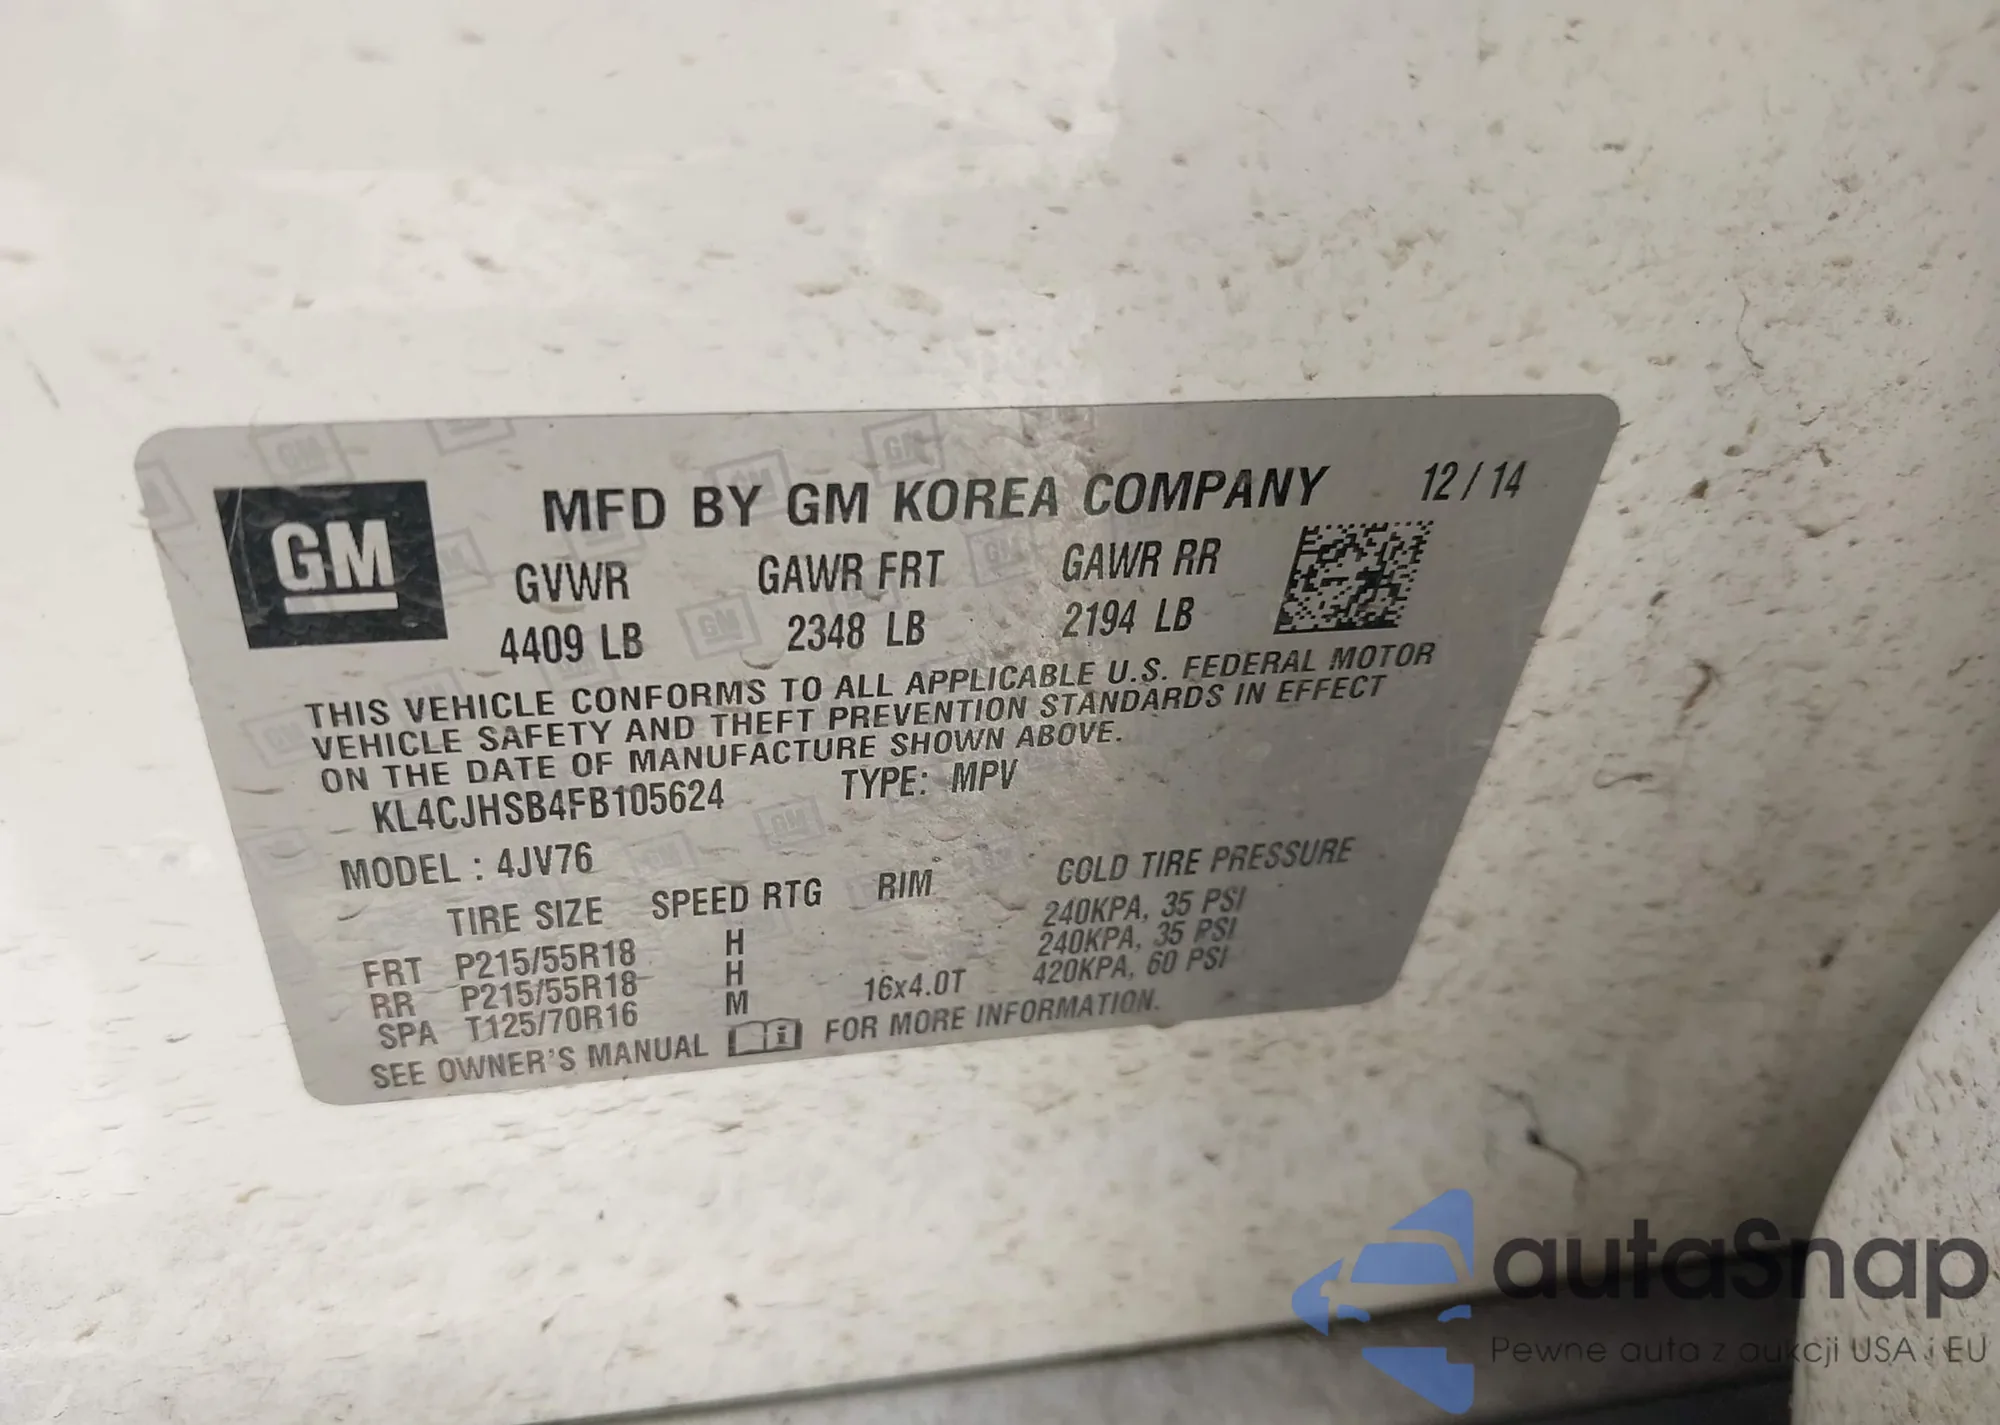 GM
MFD BY GM KOREA COMPANY 12/14
GVWR GAWR FRT GAWR RR
4409 LB 2348 LB 2194 LB
THIS VEHICLE CONFORMS TO ALL APPLICABLE U.S. FEDERAL MOTOR
VEHICLE SAFETY AND THEFT PREVENTION STANDARDS IN EFFECT
ON THE DATE OF MANUFACTURE SHOWN ABOVE.
KL4CJHSB4FB105624 TYPE: MPV
MODEL : 4JV76
TIRE SIZE SPEED RTG RIM COLD TIRE PRESSURE
FRT P215/55R18 H 240KPA, 35 PSI
RR P215/55R18 H 240KPA, 35 PSI
SPA T125/70R16 M 16x4.0T 420KPA, 60 PSI
SEE OWNER'S MANUAL FOR MORE INFORMATION.
autaSnap
Pewne auta z aukcji USA i EU